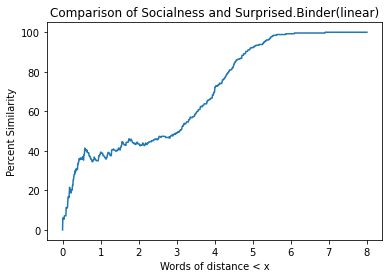 Comparison of Socialness and Surprised.Binder(linear)
100
80
60
40
20
0
Percent Similarity
0 1 2 3 4 5 6 7 8
Words of distance < x